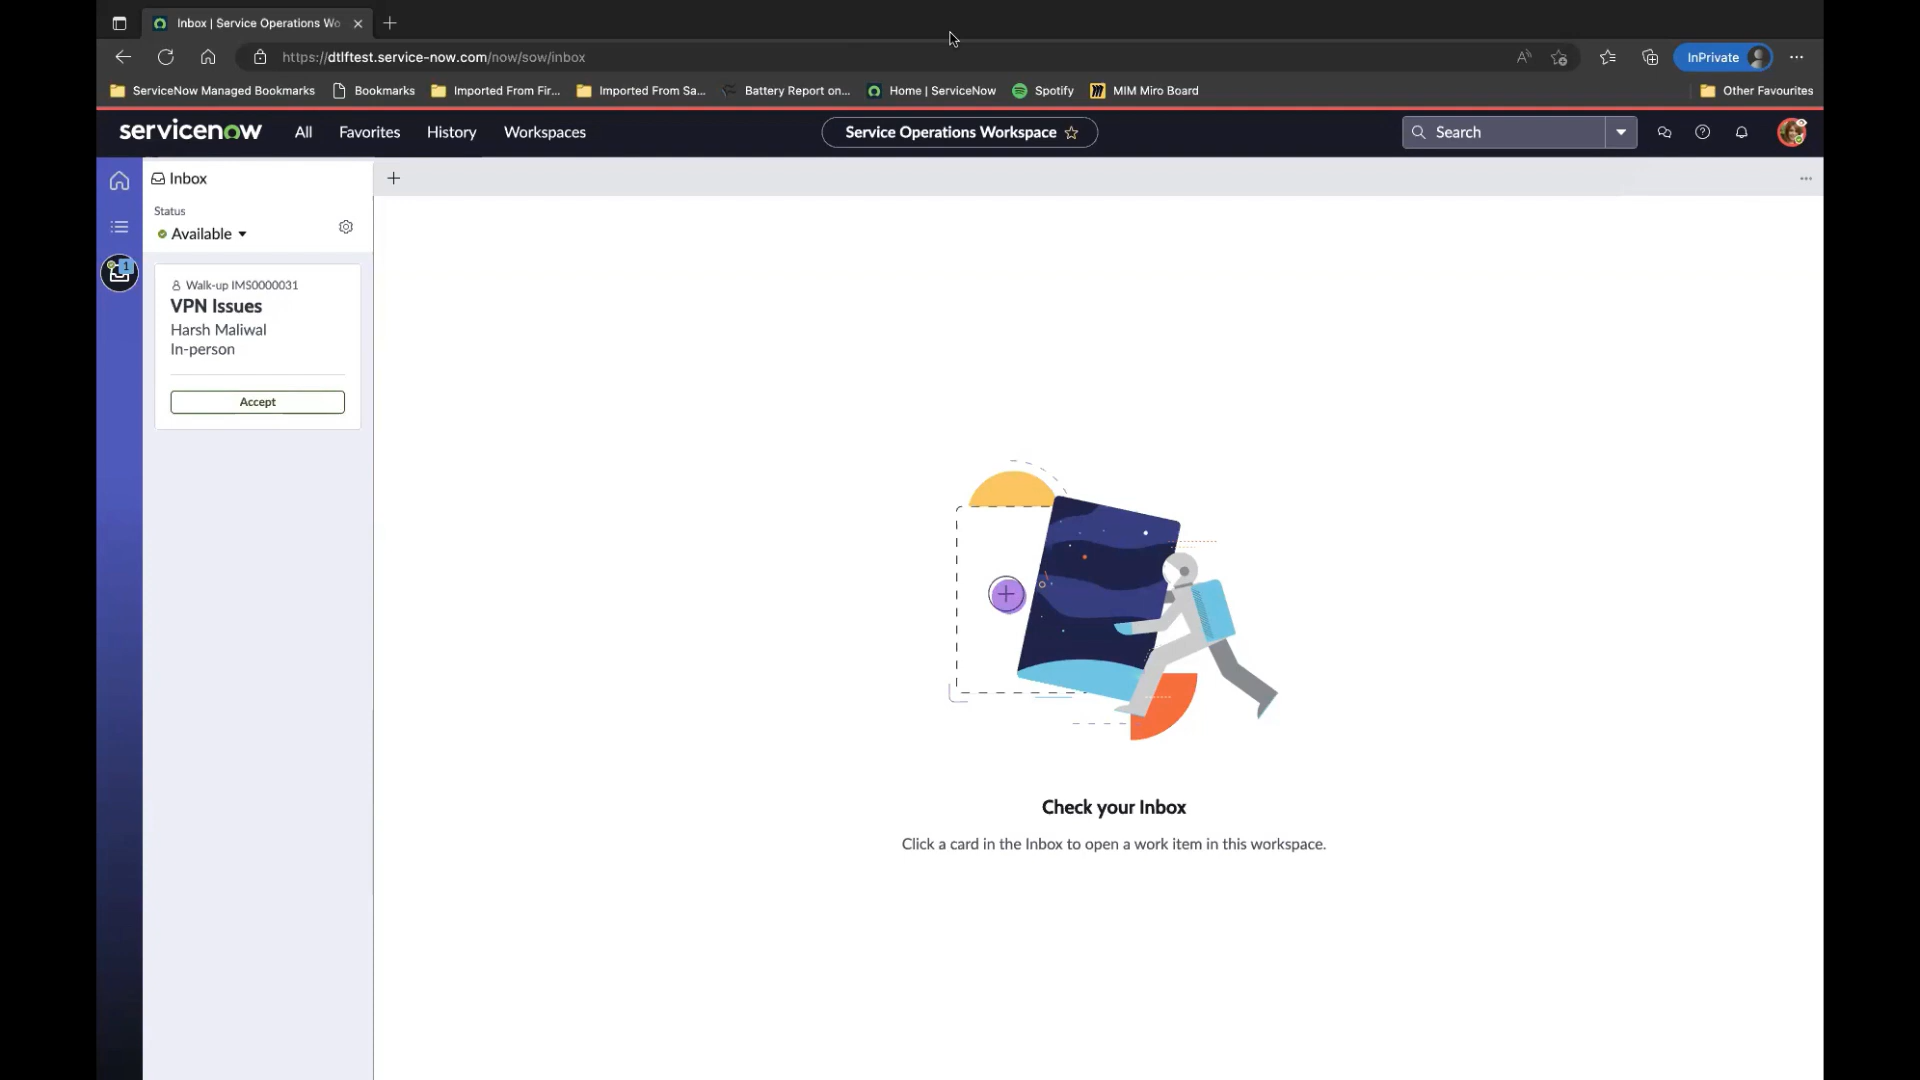 Inbox | Service Operations Wo
https://dtlftest.service-now.com/now/sow/inbox
InPrivate
ServiceNow Managed Bookmarks
Bookmarks
Imported From Fir...
Imported From Sa...
Battery Report on...
Home | ServiceNow
Spotify
MIM Miro Board
Other Favourites
servicenow
All
Favorites
History
Workspaces
Service Operations Workspace
Search
Inbox
Status
Available
1
Walk-up IMS0000031
VPN Issues
Harsh Maliwal
In-person
Accept
Check your Inbox
Click a card in the Inbox to open a work item in this workspace.